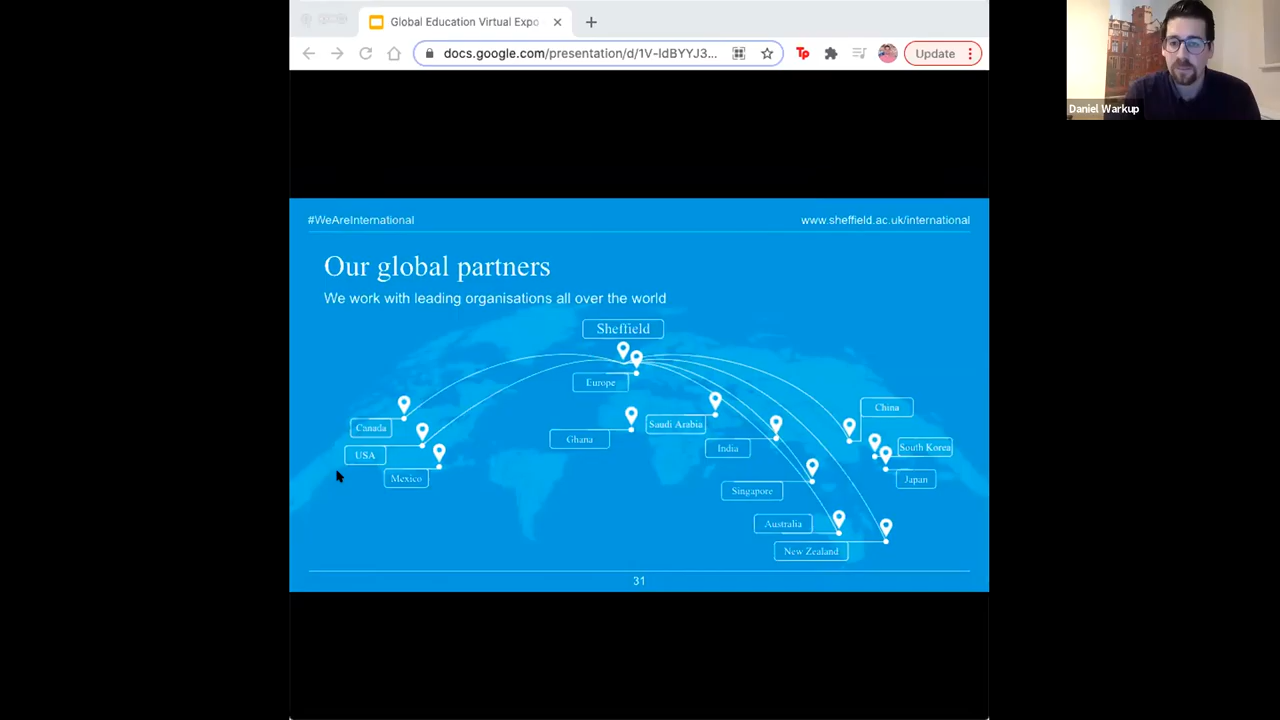 Global Education Virtual Expo
docs.google.com/presentation/d/1V-ldBYYJ3...
Tp
Update
Daniel Warkup
#WeAreInternational
www.sheffield.ac.uk/international
Our global partners
We work with leading organisations all over the world
Sheffield
Europe
China
Canada
Ghana
Saudi Arabia
India
South Korea
USA
Mexico
Japan
Singapore
Australia
New Zealand
31